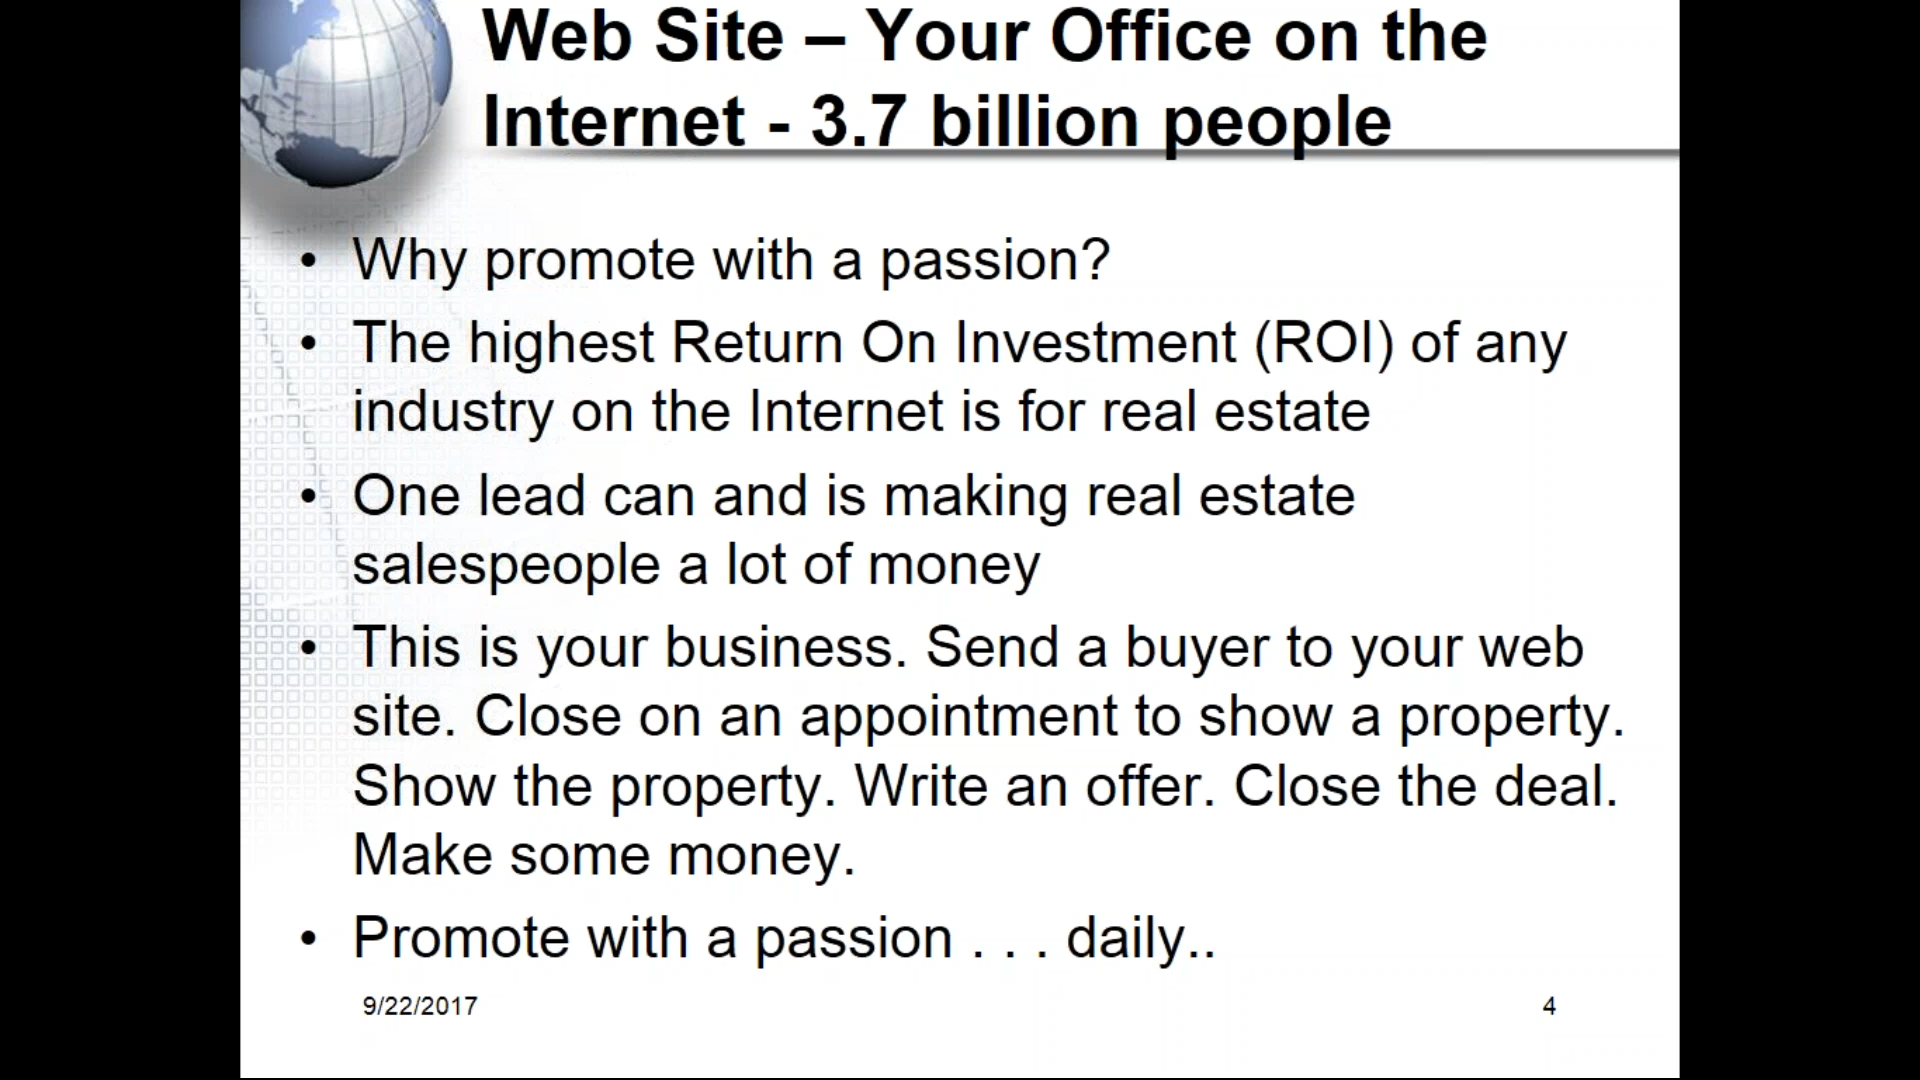 Web Site – Your Office on the
Internet - 3.7 billion people
• Why promote with a passion?
• The highest Return On Investment (ROI) of any
industry on the Internet is for real estate
• One lead can and is making real estate
salespeople a lot of money
• This is your business. Send a buyer to your web
site. Close on an appointment to show a property.
Show the property. Write an offer. Close the deal.
Make some money.
• Promote with a passion . . . daily..
9/22/2017
4